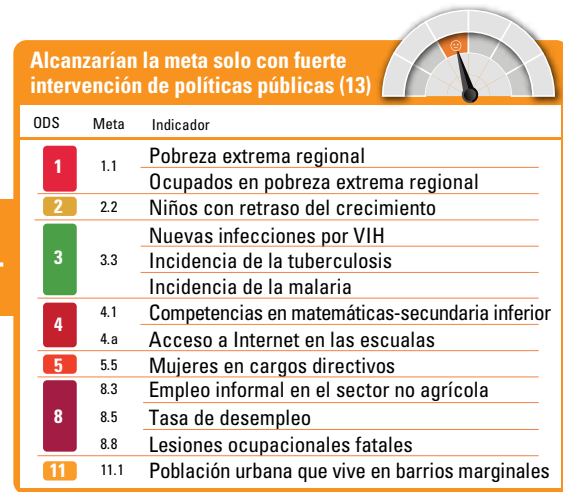 Alcanzarían la meta solo con fuerte
intervención de políticas públicas (13)
ODS Meta Indicador
1 1.1 Pobreza extrema regional
Ocupados en pobreza extrema regional
2 2.2 Niños con retraso del crecimiento
Nuevas infecciones por VIH
3 3.3 Incidencia de la tuberculosis
Incidencia de la malaria
4 4.1 Competencias en matemáticas-secundaria inferior
4.a Acceso a Internet en las escualas
5 5.5 Mujeres en cargos directivos
8.3 Empleo informal en el sector no agrícola
8 8.5 Tasa de desempleo
8.8 Lesiones ocupacionales fatales
11 11.1 Población urbana que vive en barrios marginales